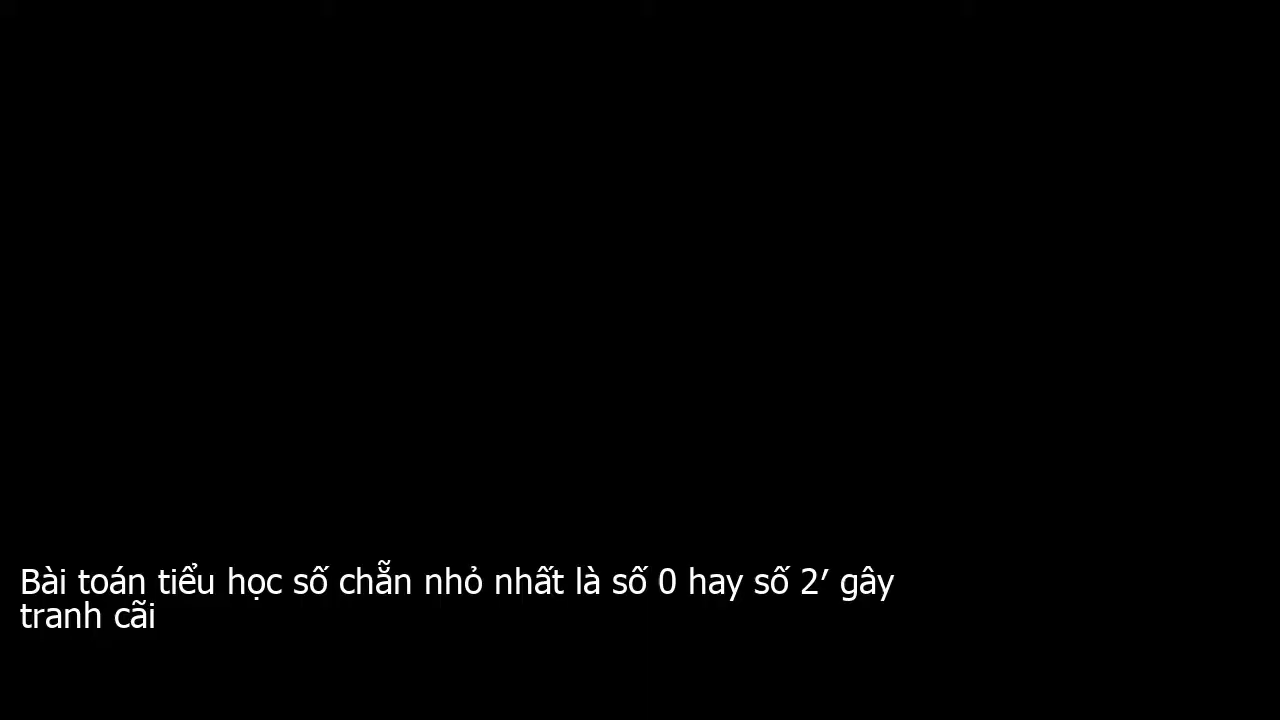 Bài toán tiểu học số chẵn nhỏ nhất là số 0 hay số 2′ gây
tranh cãi